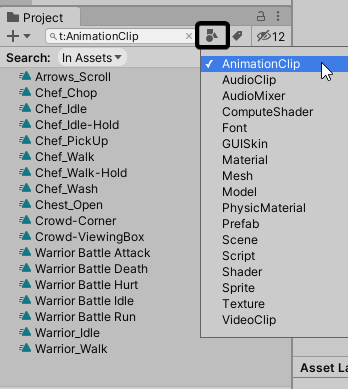 Project
t:AnimationClip
12
Search: In Assets
Arrows_Scroll
Chef_Chop
Chef_Idle
Chef_Idle-Hold
Chef_PickUp
Chef_Walk
Chef_Walk-Hold
Chef_Wash
Chest_Open
Crowd-Corner
Crowd-ViewingBox
Warrior Battle Attack
Warrior Battle Death
Warrior Battle Hurt
Warrior Battle Idle
Warrior Battle Run
Warrior_Idle
Warrior_Walk
AnimationClip
AudioClip
AudioMixer
ComputeShader
Font
GUISkin
Material
Mesh
Model
PhysicMaterial
Prefab
Scene
Script
Shader
Sprite
Texture
VideoClip
Asset La